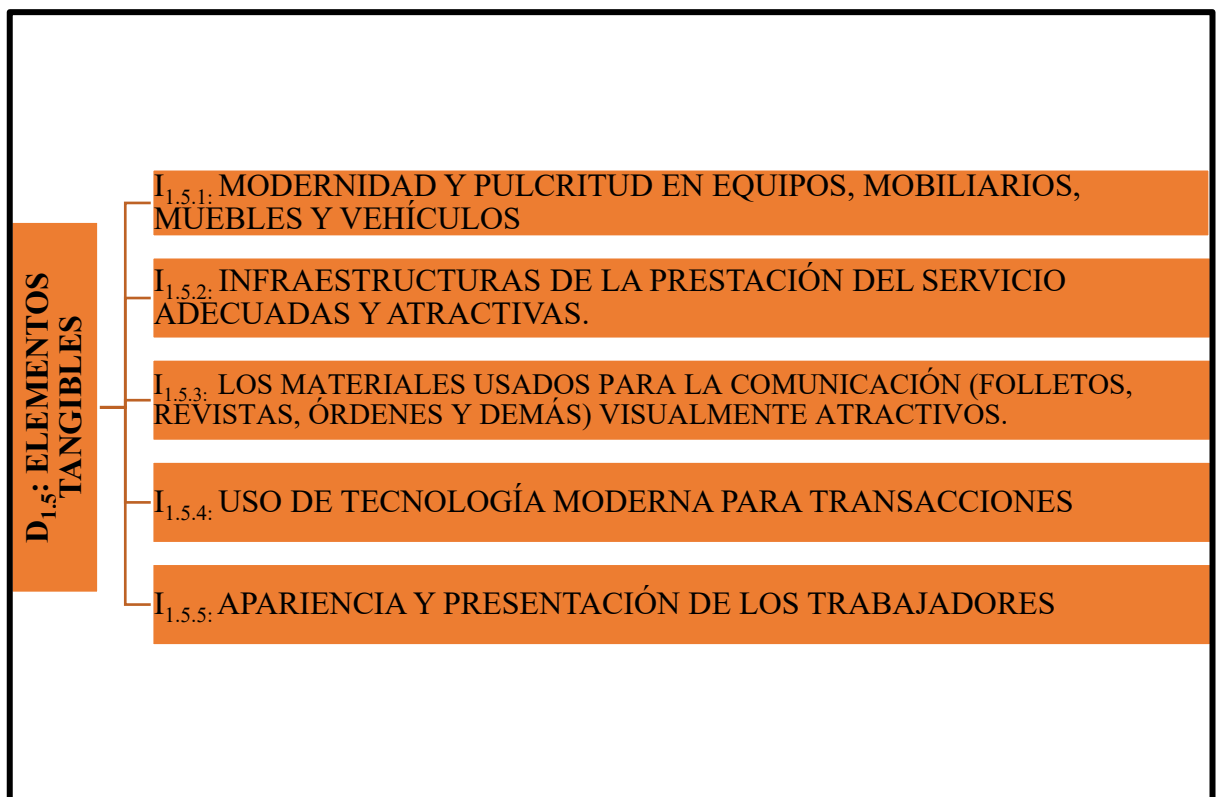 D1.5: ELEMENTOS
TANGIBLES
I1.5.1: MODERNIDAD Y PULCRITUD EN EQUIPOS, MOBILIARIOS,
MUEBLES Y VEHÍCULOS
I1.5.2: INFRAESTRUCTURAS DE LA PRESTACIÓN DEL SERVICIO
ADECUADAS Y ATRACTIVAS.
I1.5.3: LOS MATERIALES USADOS PARA LA COMUNICACIÓN (FOLLETOS,
REVISTAS, ÓRDENES Y DEMÁS) VISUALMENTE ATRACTIVOS.
I1.5.4: USO DE TECNOLOGÍA MODERNA PARA TRANSACCIONES
I1.5.5: APARIENCIA Y PRESENTACIÓN DE LOS TRABAJADORES